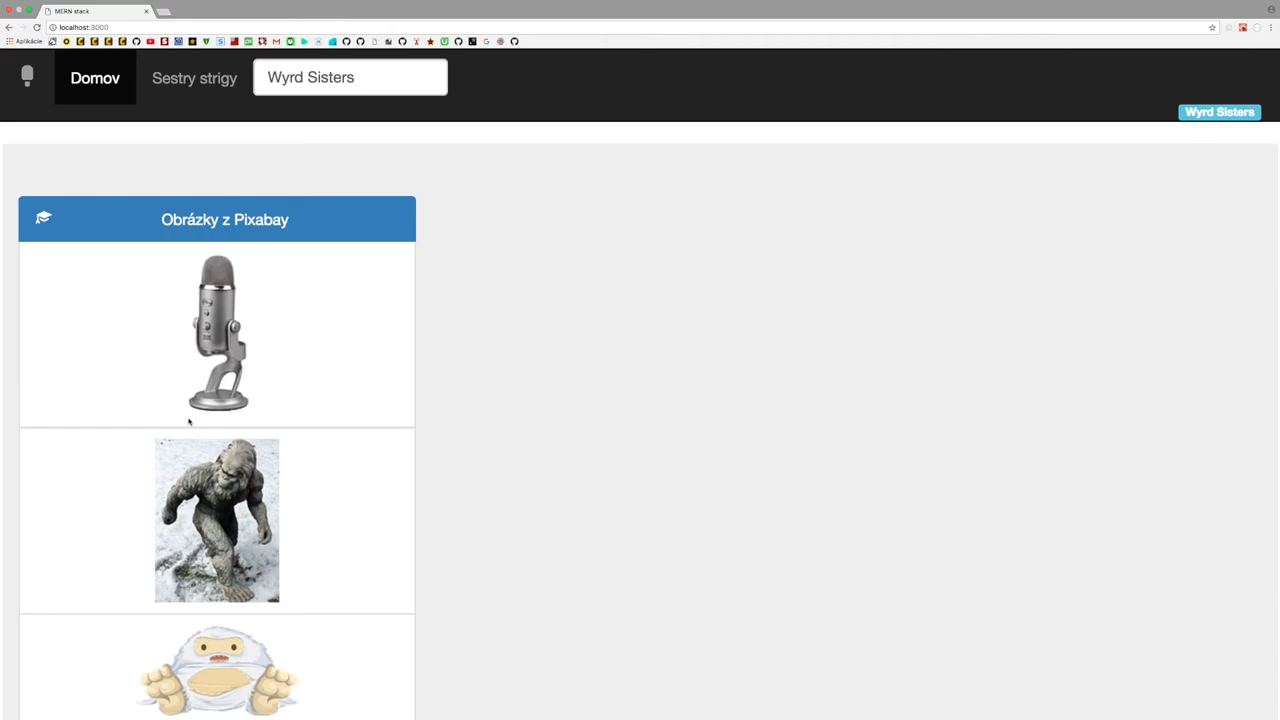 MERN stack
localhost:3000
Aplikácie
Domov
Sestry strigy
Wyrd Sisters
Wyrd Sisters
Obrázky z Pixabay